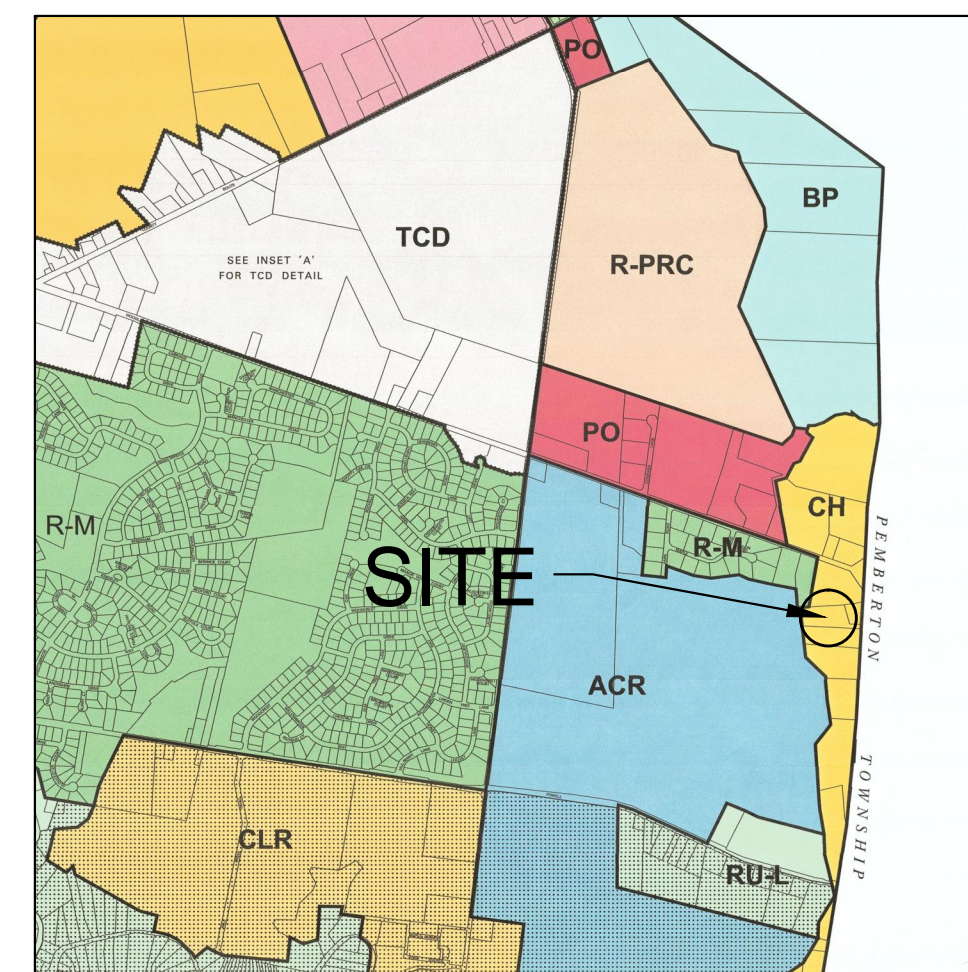 PO
BP
TCD
R-PRC
SEE INSET 'A'
FOR TCD DETAIL
PO
CH
R-M
R-M
SITE
PEMBERTON
ACR
TOWNSHIP
CLR
RU-L